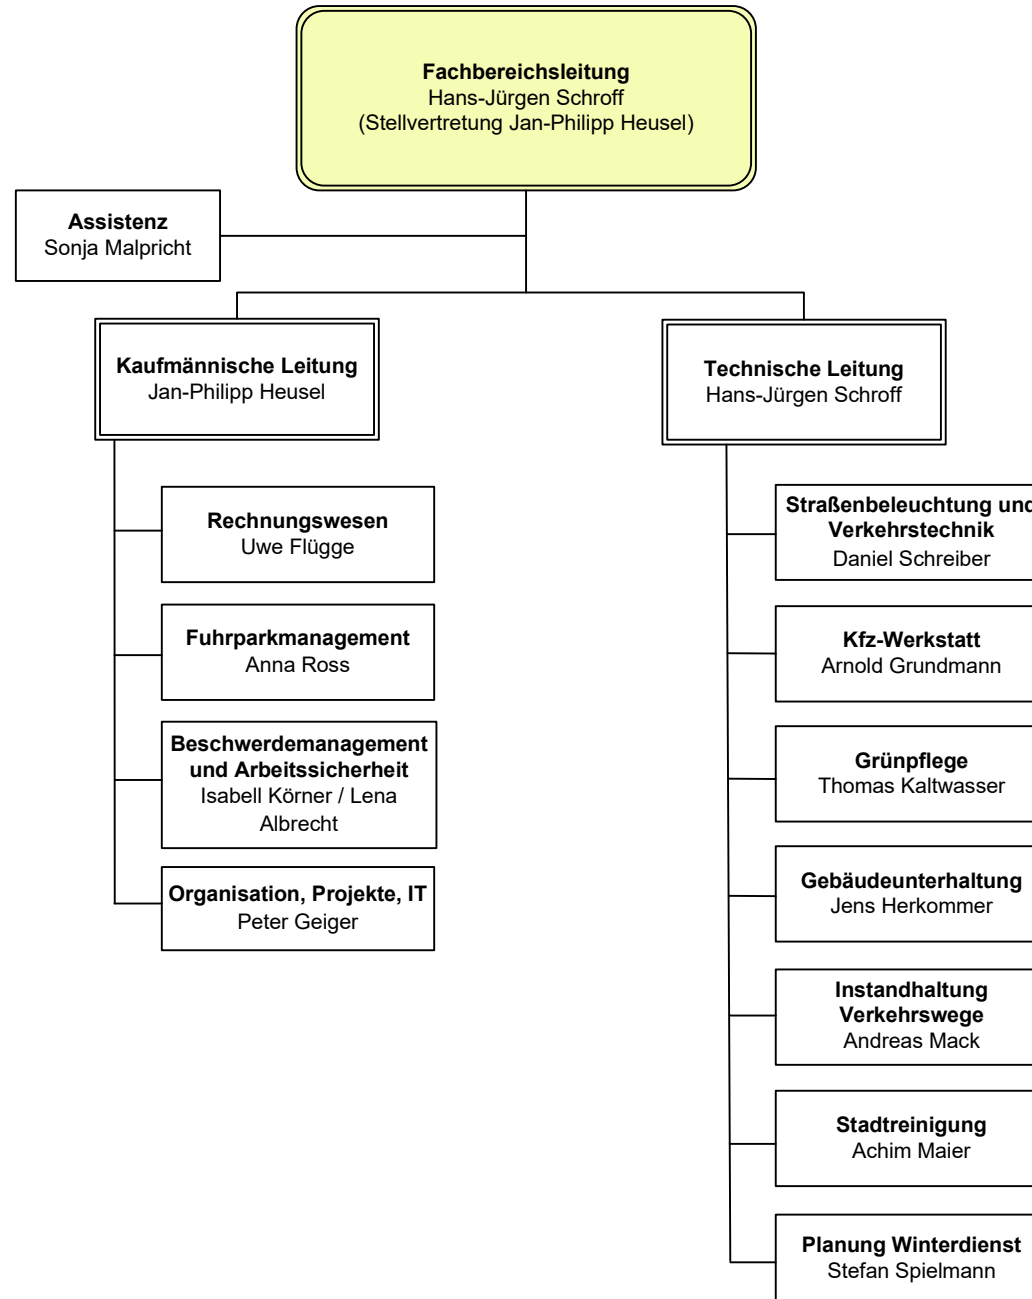 Fachbereichsleitung
Hans-Jürgen Schroff
(Stellvertretung Jan-Philipp Heusel)
Assistenz
Sonja Malpricht
Kaufmännische Leitung
Jan-Philipp Heusel
Rechnungswesen
Uwe Flügge
Fuhrparkmanagement
Anna Ross
Beschwerdemanagement
und Arbeitssicherheit
Isabell Körner / Lena
Albrecht
Organisation, Projekte, IT
Peter Geiger
Technische Leitung
Hans-Jürgen Schroff
Straßenbeleuchtung und
Verkehrstechnik
Daniel Schreiber
Kfz-Werkstatt
Arnold Grundmann
Grünpflege
Thomas Kaltwasser
Gebäudeunterhaltung
Jens Herkommer
Instandhaltung
Verkehrswege
Andreas Mack
Stadtreinigung
Achim Maier
Planung Winterdienst
Stefan Spielmann